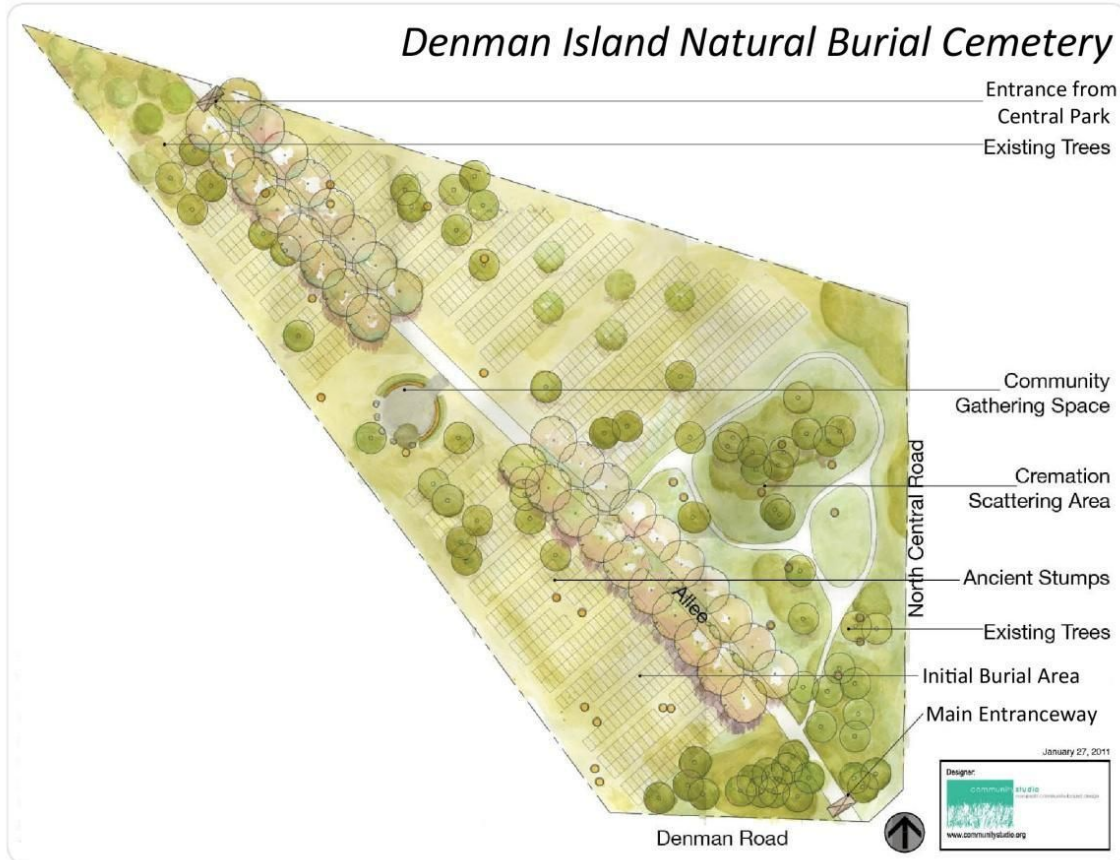 Denman Island Natural Burial Cemetery
Entrance from
Central Park
Existing Trees
Community
Gathering Space
Cremation
Scattering Area
North Central Road
Ancient Stumps
Allee
Existing Trees
Initial Burial Area
Main Entranceway
January 27, 2011
Designer:
community studio
www.communitystudio.org
Denman Road